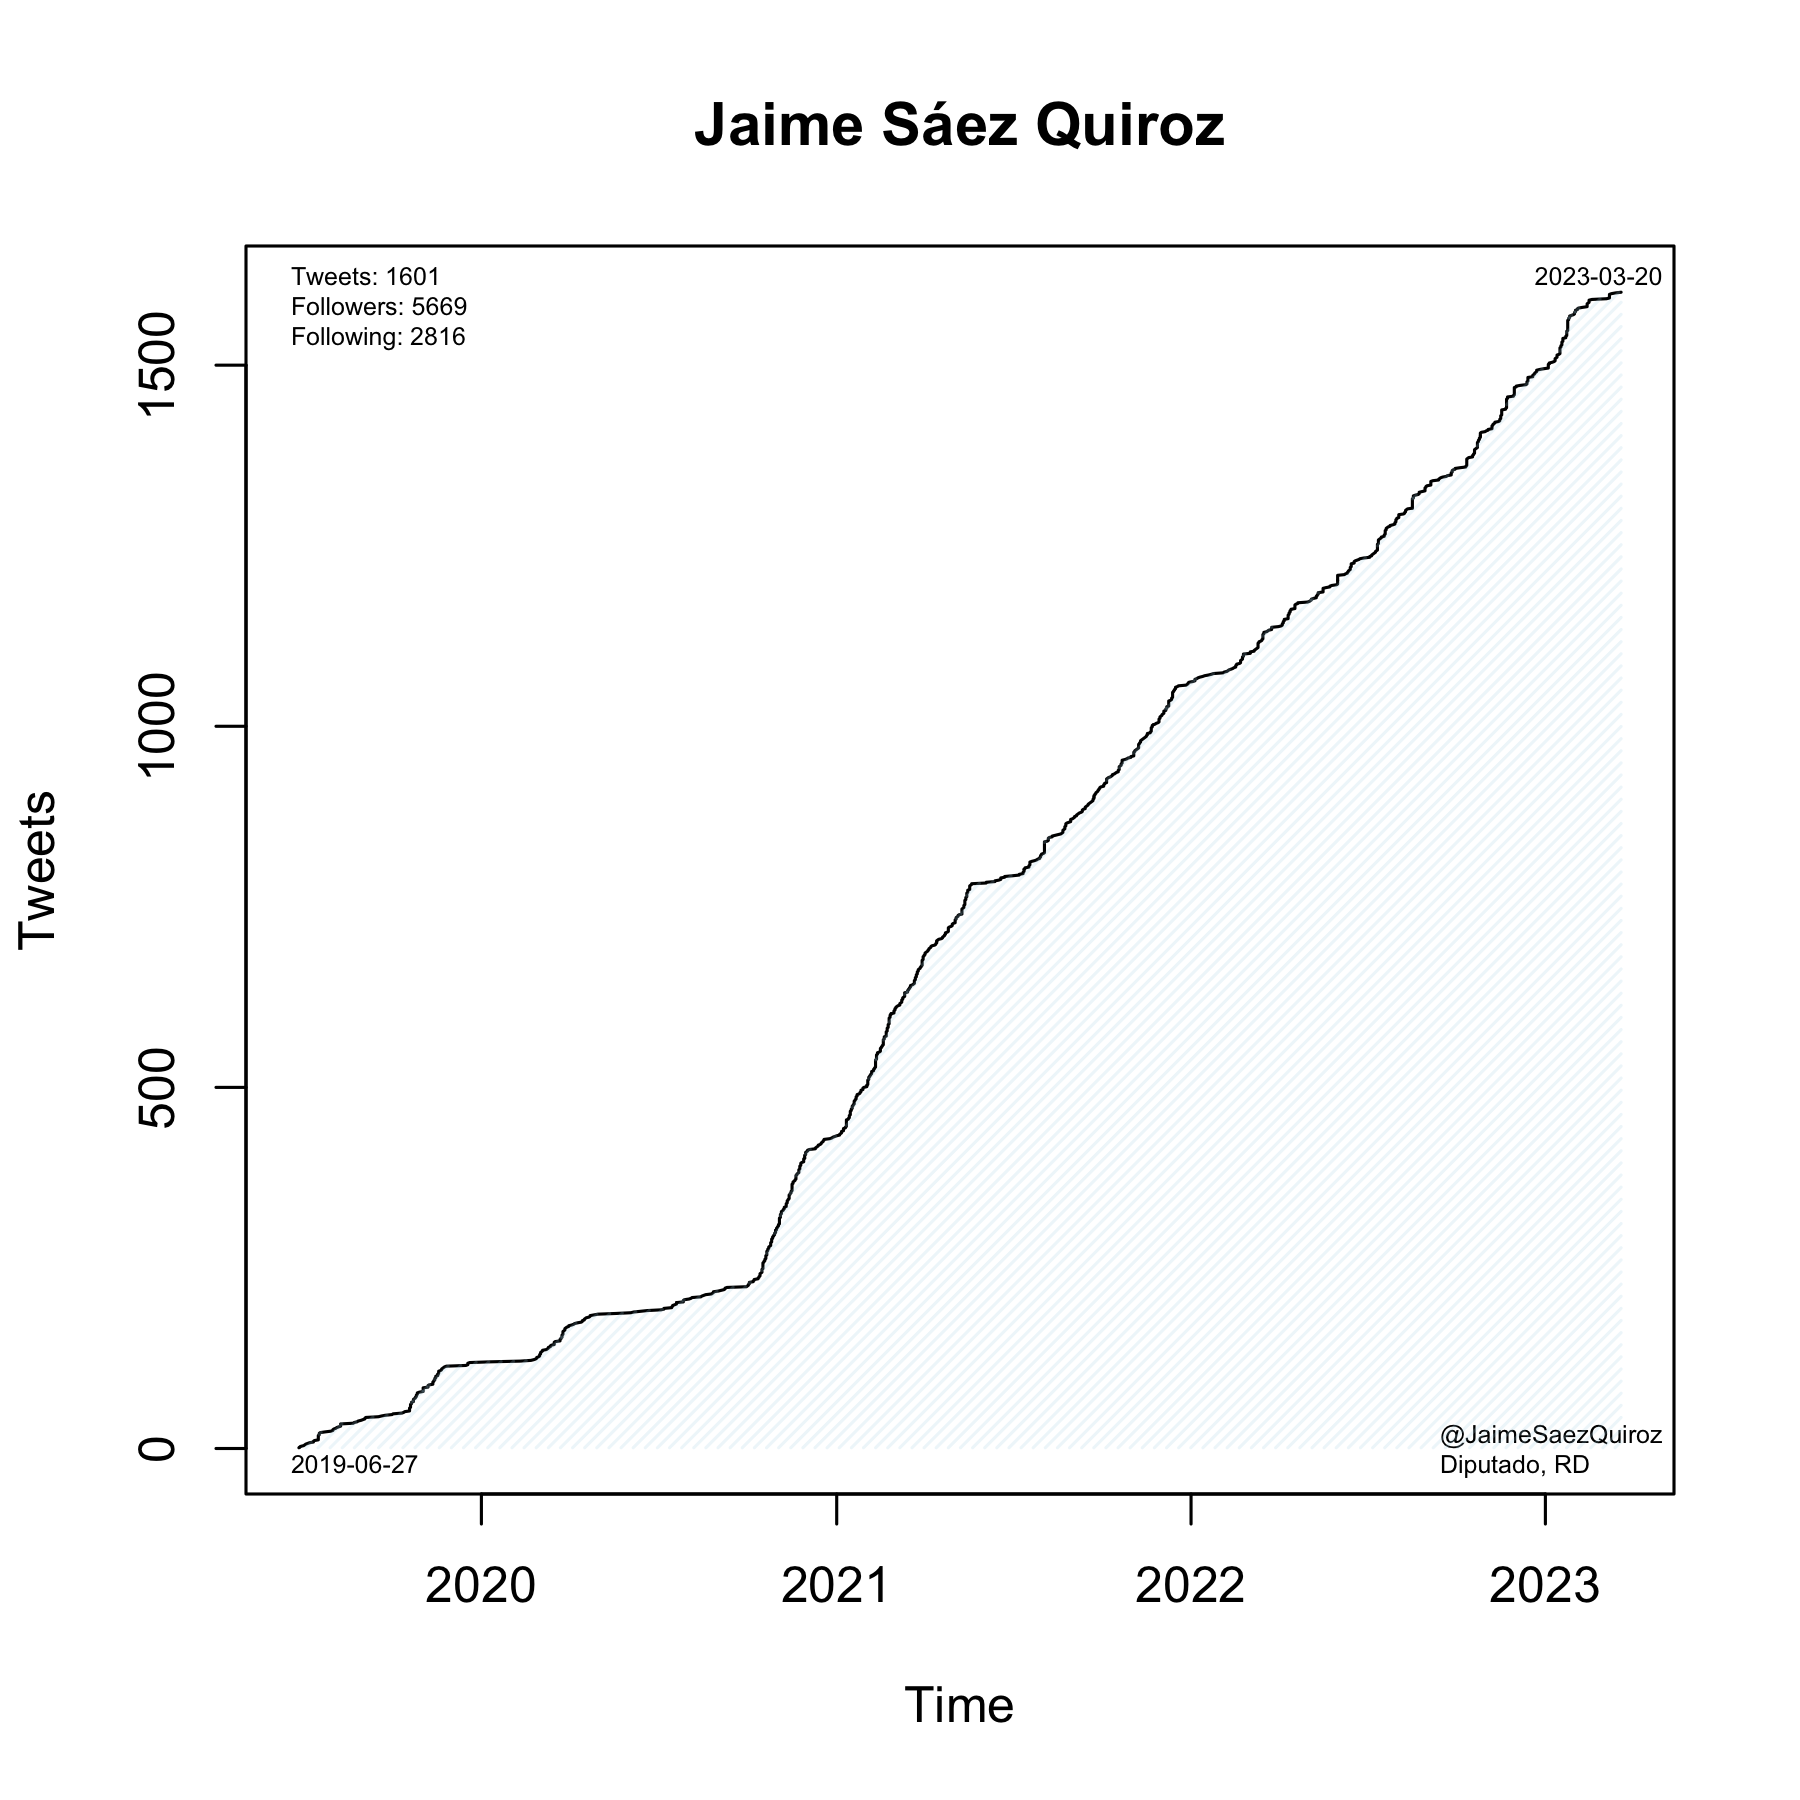 Jaime Sáez Quiroz
Tweets: 1601
Followers: 5669
Following: 2816
2023-03-20
1500
1000
500
0
Tweets
2019-06-27
@JaimeSaezQuiroz
Diputado, RD
2020 2021 2022 2023
Time